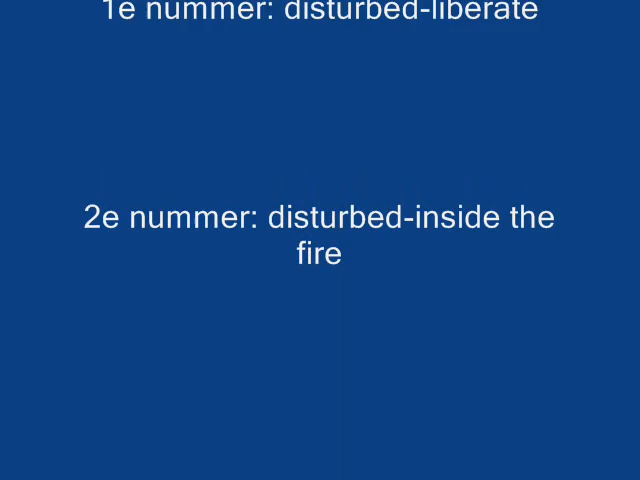 1e nummer: disturbed-liberate
2e nummer: disturbed-inside the
fire